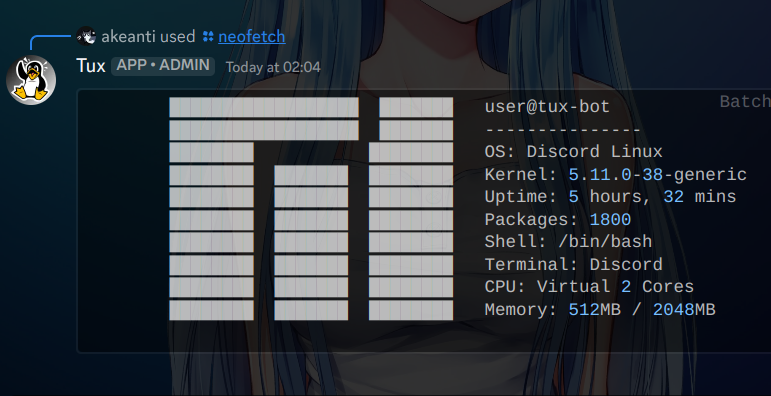 akeanti used neofetch
Tux APP • ADMIN Today at 02:04
Batch
user@tux-bot
---------------
OS: Discord Linux
Kernel: 5.11.0-38-generic
Uptime: 5 hours, 32 mins
Packages: 1800
Shell: /bin/bash
Terminal: Discord
CPU: Virtual 2 Cores
Memory: 512MB / 2048MB